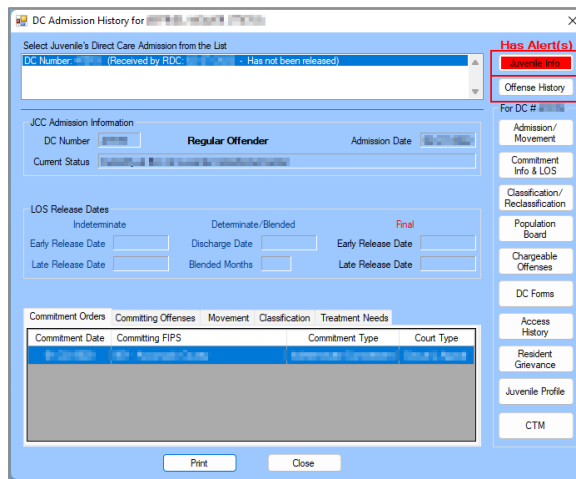 DC Admission History for
Select Juvenile's Direct Care Admission from the List
DC Number: (Received by RDC: - Has not been released)
Has Alert(s)
Juvenile Info
Offense History
For DC #
JCC Admission Information
DC Number Regular Offender Admission Date
Current Status
Admission/
Movement
Commitment
Info & LOS
Classification/
Reclassification
Population
Board
Chargeable
Offenses
DC Forms
Access
History
Resident
Grievance
Juvenile Profile
CTM
LOS Release Dates
Indeterminate Determinate/Blended Final
Early Release Date Discharge Date Early Release Date
Late Release Date Blended Months Late Release Date
Commitment Orders Committing Offenses Movement Classification Treatment Needs
Commitment Date Committing FIPS Commitment Type Court Type
Print Close